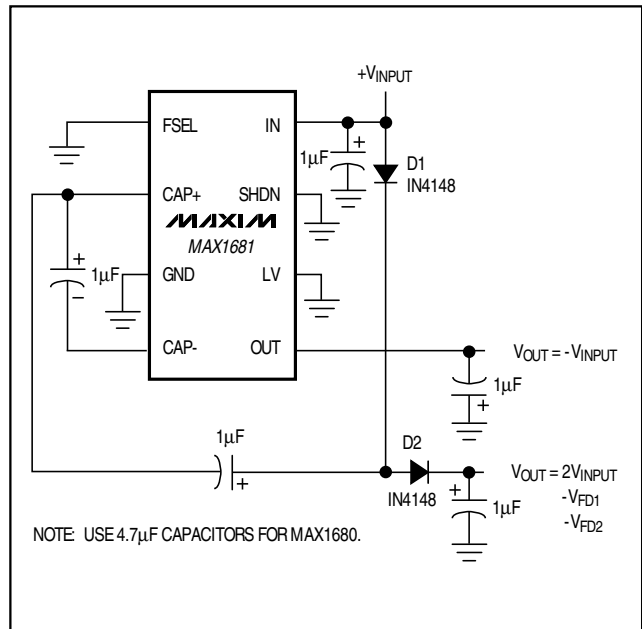 +VINPUT
FSEL
IN
1µF
+
D1
IN4148
CAP+
SHDN
MAXIM
MAX1681
+
1µF
−
GND
LV
CAP-
OUT
VOUT = -VINPUT
1µF
+
1µF
+
D2
IN4148
VOUT = 2VINPUT
-VFD1
-VFD2
+
1µF
NOTE: USE 4.7µF CAPACITORS FOR MAX1680.